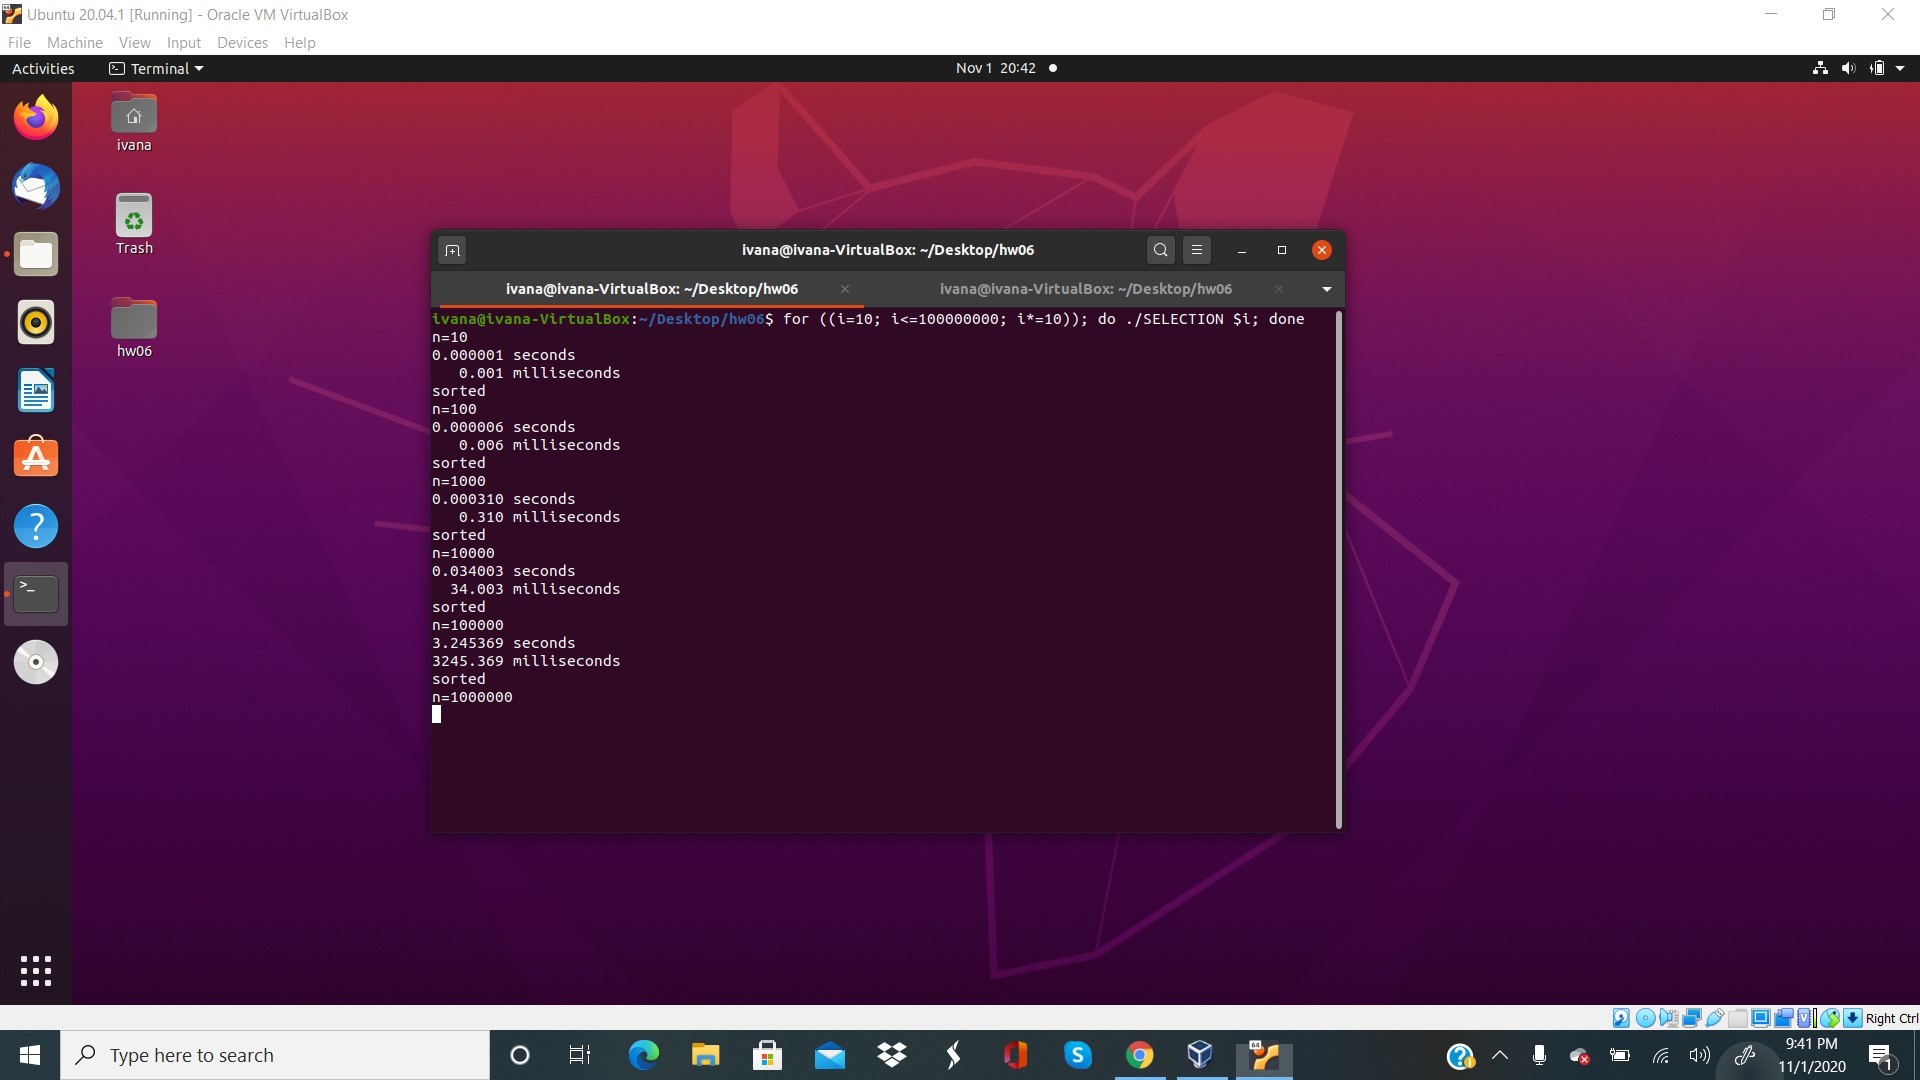 Ubuntu 20.04.1 [Running] - Oracle VM VirtualBox
File Machine View Input Devices Help
Activities Terminal Nov 1 20:42
ivana
Trash
hw06
ivana@ivana-VirtualBox: ~/Desktop/hw06
ivana@ivana-VirtualBox: ~/Desktop/hw06 ivana@ivana-VirtualBox: ~/Desktop/hw06
ivana@ivana-VirtualBox:~/Desktop/hw06$ for ((i=10; i<=100000000; i*=10)); do ./SELECTION $i; done
n=10
0.000001 seconds
   0.001 milliseconds
sorted
n=100
0.000006 seconds
   0.006 milliseconds
sorted
n=1000
0.000310 seconds
   0.310 milliseconds
sorted
n=10000
0.034003 seconds
  34.003 milliseconds
sorted
n=100000
3.245369 seconds
3245.369 milliseconds
sorted
n=1000000
Right Ctrl
Type here to search
64
9:41 PM
11/1/2020
1